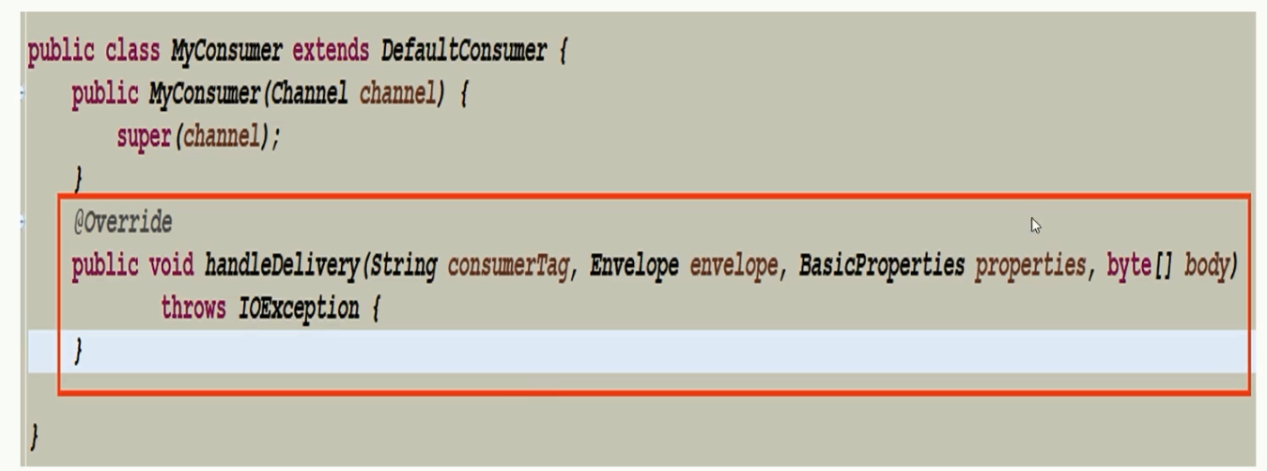 public class MyConsumer extends DefaultConsumer {
public MyConsumer(Channel channel) {
super(channel);
}
@Override
public void handleDelivery(String consumerTag, Envelope envelope, BasicProperties properties, byte[] body)
throws IOException {
}
}